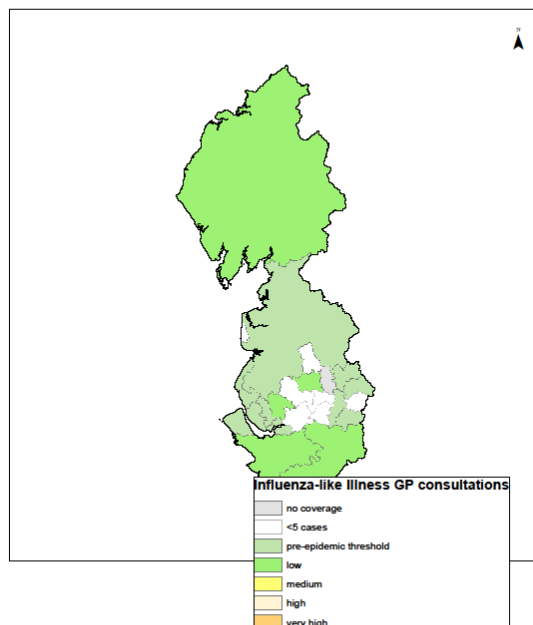 N
Influenza-like Illness GP consultations
no coverage
<5 cases
pre-epidemic threshold
low
medium
high
very high